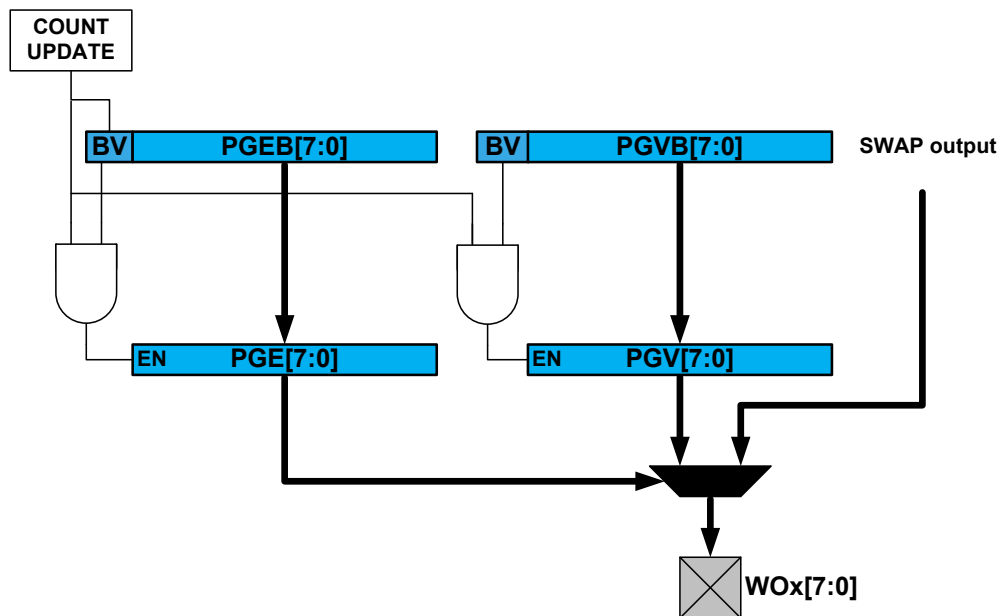 COUNT
UPDATE
BV
PGEB[7:0]
BV
PGVB[7:0]
SWAP output
EN
PGE[7:0]
EN
PGV[7:0]
WOx[7:0]